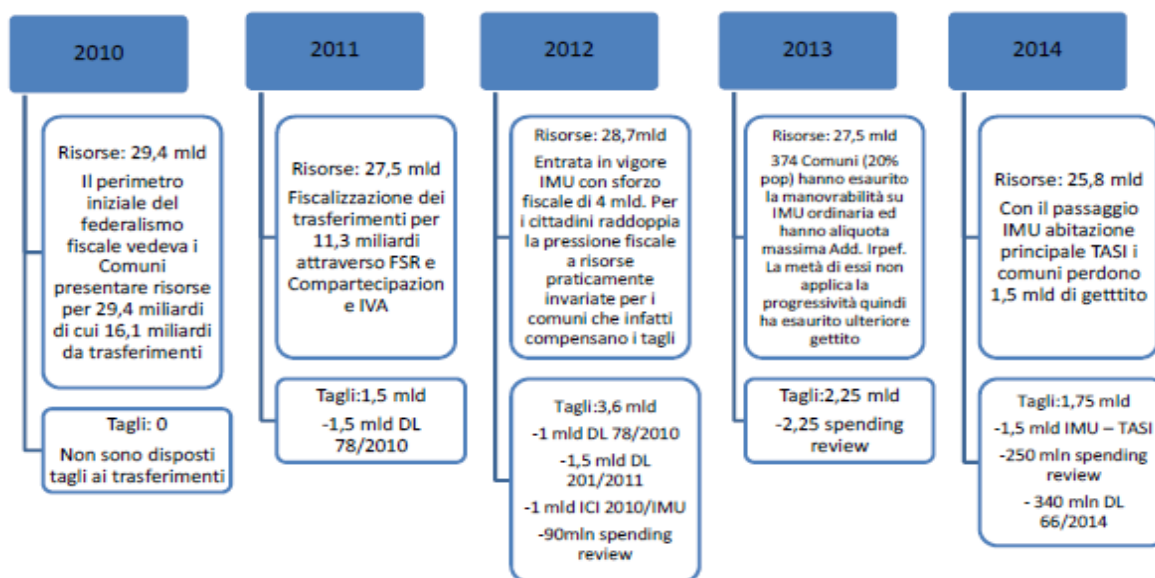 2010
Risorse: 29,4 mld
Il perimetro
iniziale del
federalismo
fiscale vedeva i
Comuni
presentare risorse
per 29,4 miliardi
di cui 16,1 miliardi
da trasferimenti
Tagli: 0
Non sono disposti
tagli ai trasferimenti
2011
Risorse: 27,5 mld
Fiscalizzazione dei
trasferimenti per
11,3 miliardi
attraverso FSR e
Compartecipazion
e IVA
Tagli:1,5 mld
-1,5 mld DL
78/2010
2012
Risorse: 28,7mld
Entrata in vigore
IMU con sforzo
fiscale di 4 mld. Per
i cittadini raddoppia
la pressione fiscale
a risorse
praticamente
invariate per i
comuni che infatti
compensano i tagli
Tagli:3,6 mld
-1 mld DL 78/2010
-1,5 mld DL
201/2011
-1 mld ICI 2010/IMU
-90mln spending
review
2013
Risorse: 27,5 mld
374 Comuni (20%
pop) hanno esaurito
la manovrabilità su
IMU ordinaria ed
hanno aliquota
massima Add. Irpef.
La metà di essi non
applica la
progressività quindi
ha esaurito ulteriore
gettito
Tagli:2,25 mld
-2,25 spending
review
2014
Risorse: 25,8 mld
Con il passaggio
IMU abitazione
principale TASI i
comuni perdono
1,5 mld di getttito
Tagli:1,75 mld
-1,5 mld IMU – TASI
-250 mln spending
review
- 340 mln DL
66/2014